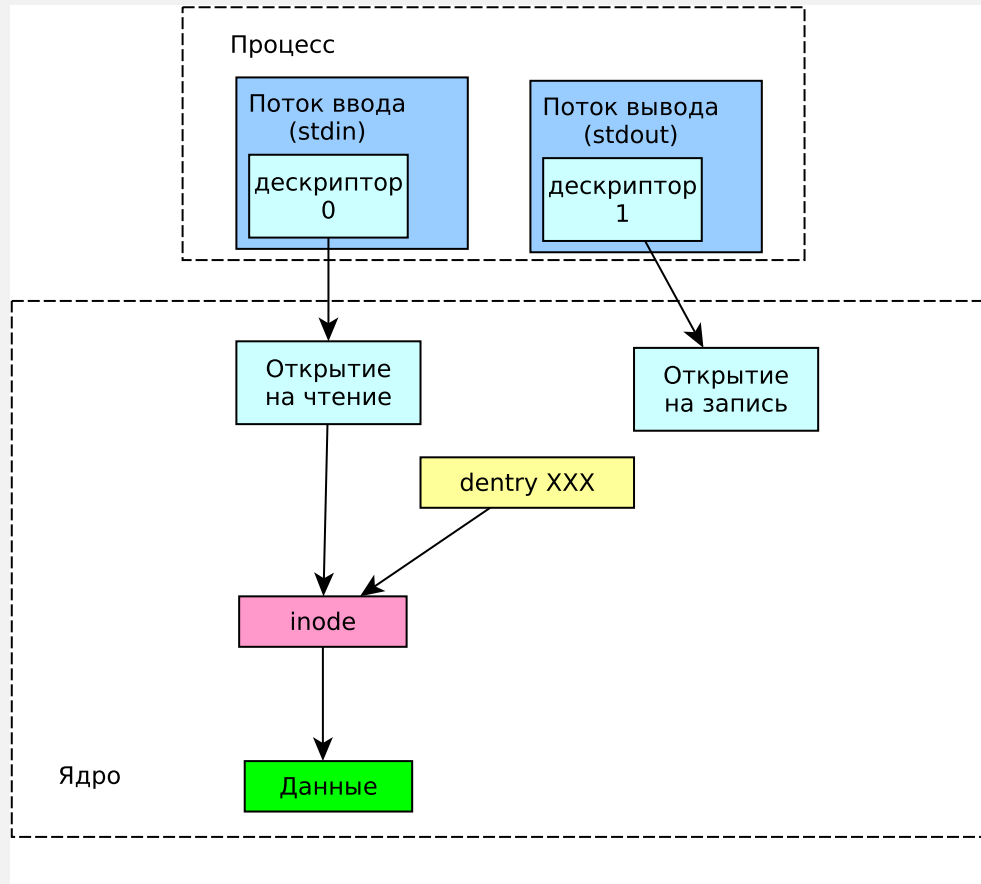 Процесс
Поток ввода
(stdin)
дескриптор
0
Поток вывода
(stdout)
дескриптор
1
Открытие
на чтение
Открытие
на запись
dentry XXX
inode
Ядро
Данные